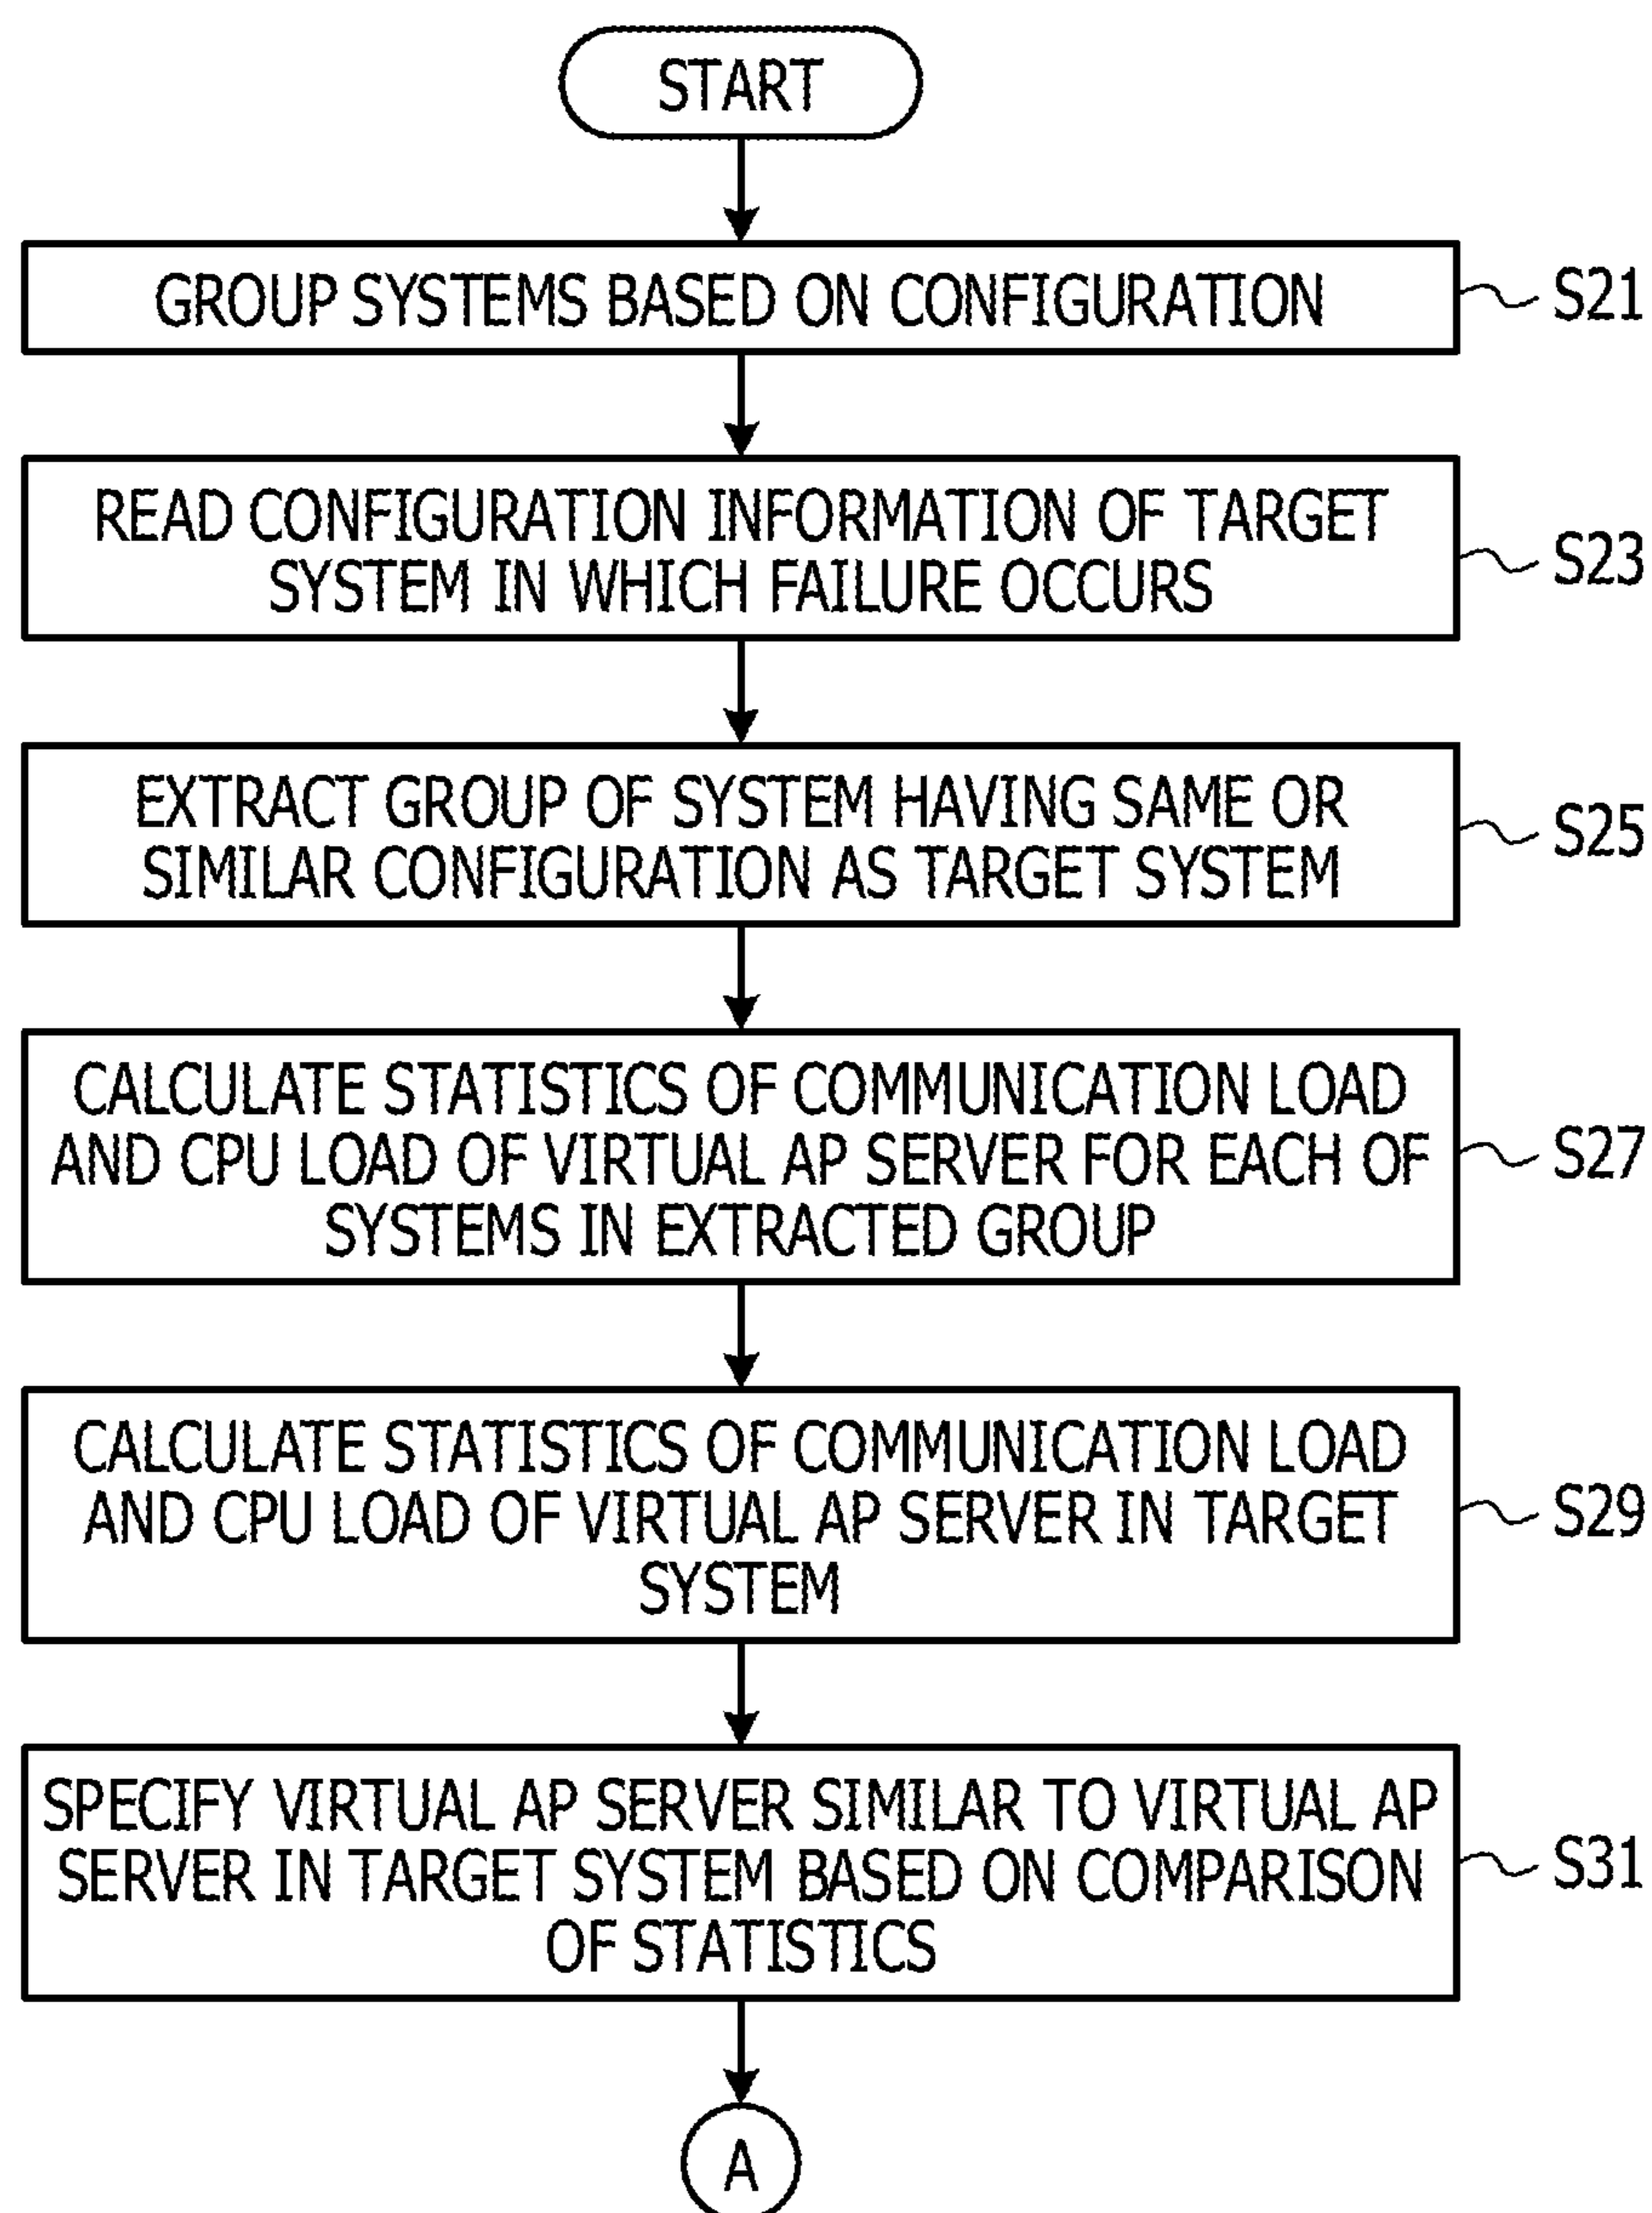 START
GROUP SYSTEMS BASED ON CONFIGURATION
S21
READ CONFIGURATION INFORMATION OF TARGET
SYSTEM IN WHICH FAILURE OCCURS
S23
EXTRACT GROUP OF SYSTEM HAVING SAME OR
SIMILAR CONFIGURATION AS TARGET SYSTEM
S25
CALCULATE STATISTICS OF COMMUNICATION LOAD
AND CPU LOAD OF VIRTUAL AP SERVER FOR EACH OF
SYSTEMS IN EXTRACTED GROUP
S27
CALCULATE STATISTICS OF COMMUNICATION LOAD
AND CPU LOAD OF VIRTUAL AP SERVER IN TARGET
SYSTEM
S29
SPECIFY VIRTUAL AP SERVER SIMILAR TO VIRTUAL AP
SERVER IN TARGET SYSTEM BASED ON COMPARISON
OF STATISTICS
S31
A